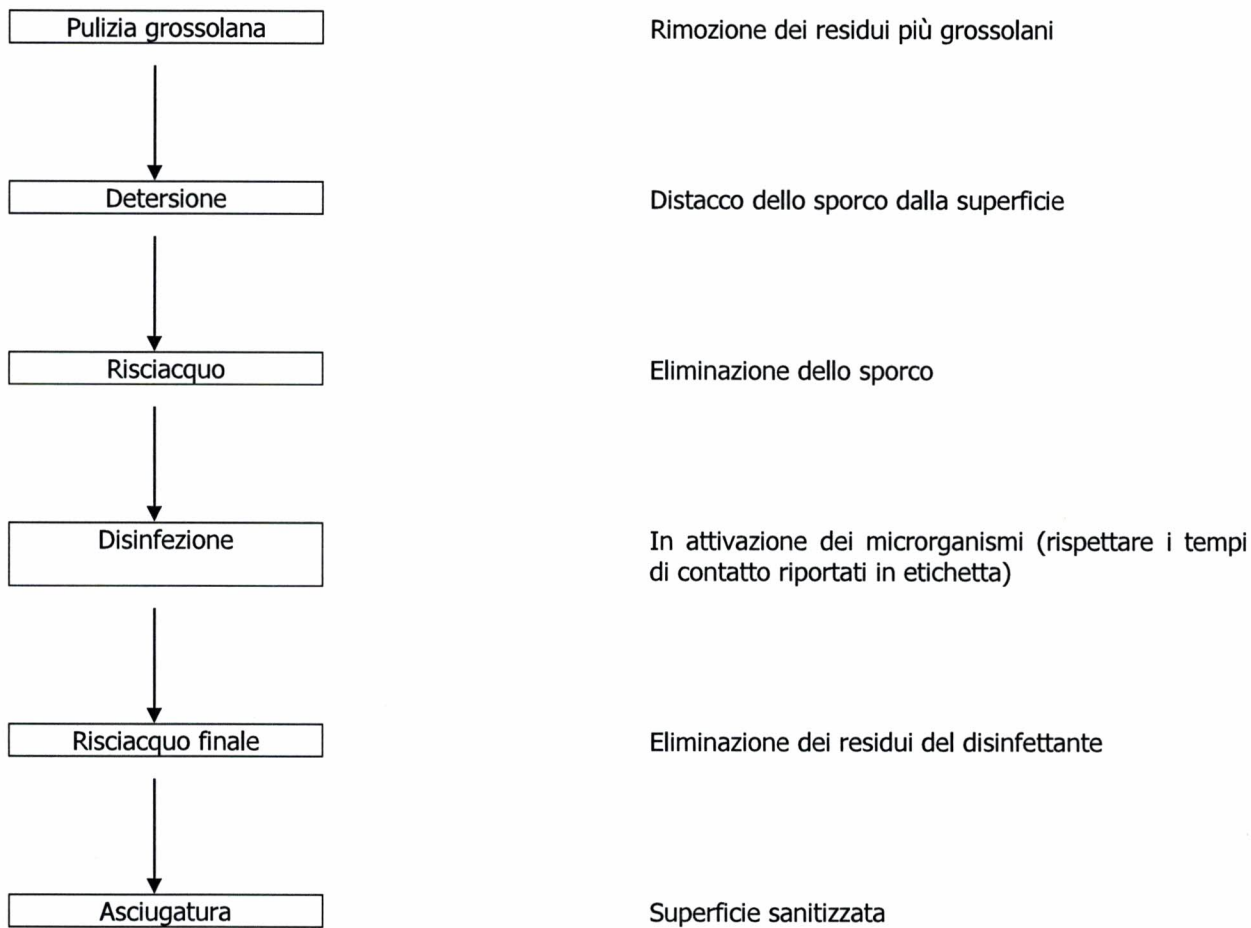 Pulizia grossolana
Rimozione dei residui più grossolani
Detersione
Distacco dello sporco dalla superficie
Risciacquo
Eliminazione dello sporco
Disinfezione
In attivazione dei microrganismi (rispettare i tempi
di contatto riportati in etichetta)
Risciacquo finale
Eliminazione dei residui del disinfettante
Asciugatura
Superficie sanitizzata